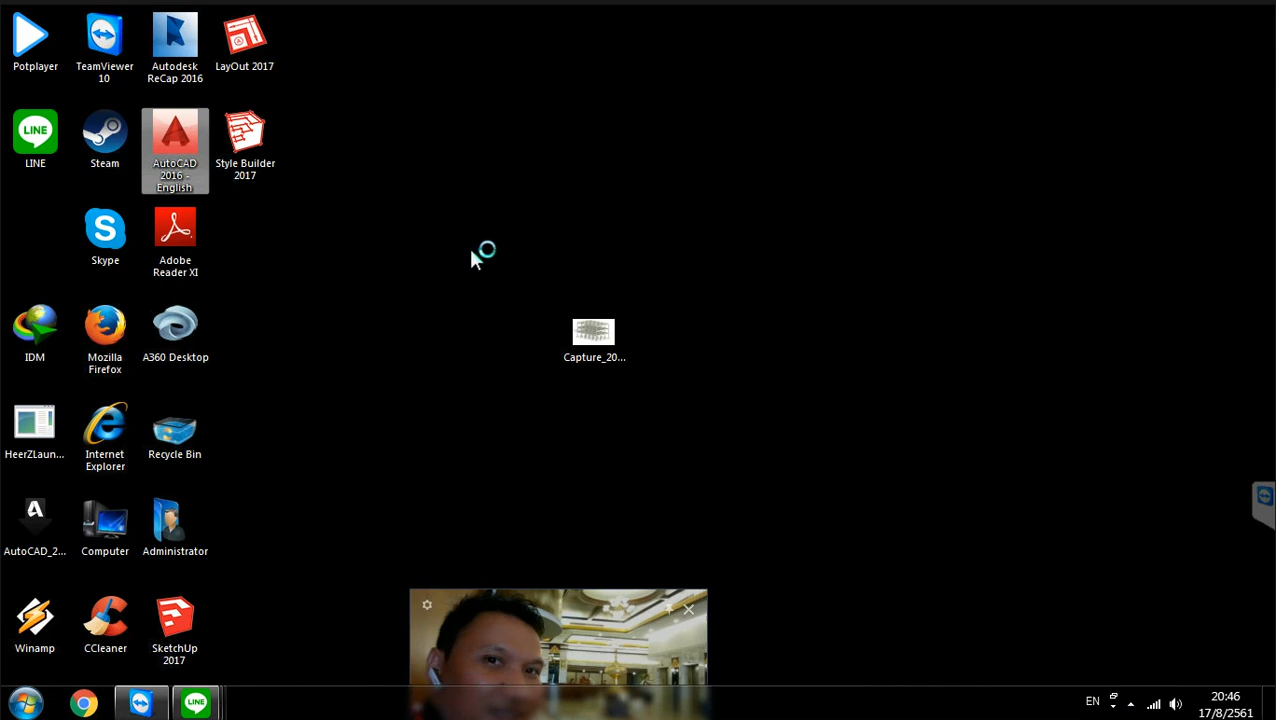 Potplayer
TeamViewer
10
Autodesk
ReCap 2016
LayOut 2017
LINE
LINE
Steam
AutoCAD
2016 -
English
Style Builder
2017
S
Skype
Adobe
Reader XI
IDM
Mozilla
Firefox
A360 Desktop
Capture_20...
HeerZLaun...
Internet
Explorer
Recycle Bin
A
AutoCAD_2...
Computer
Administrator
Winamp
CCleaner
SketchUp
2017
LINE
EN
20:46
17/8/2561